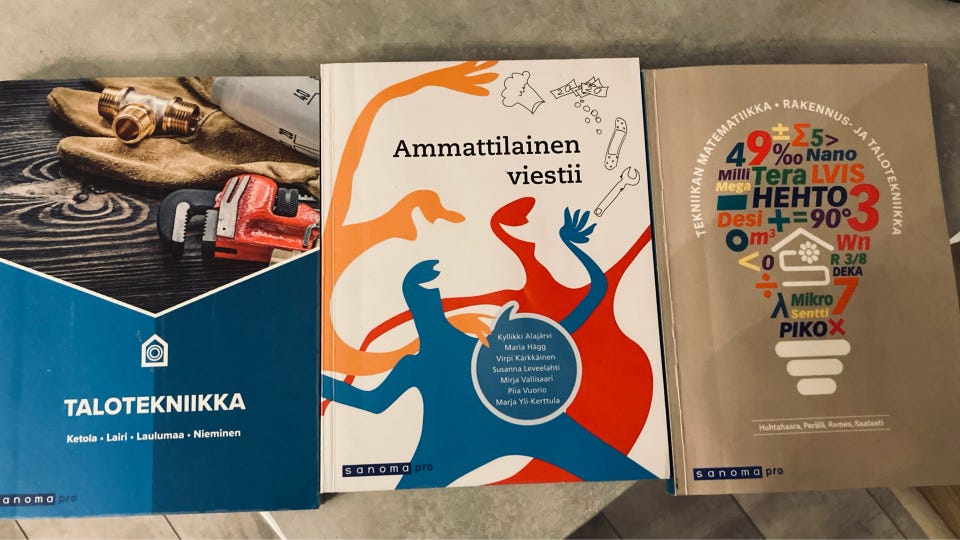 TALOTEKNIIKKA
Ketola • Lairi • Laulumaa • Nieminen
sanoma pro
Ammattilainen
viestii
Kyllikki Alajärvi
Maria Hägg
Virpi Kärkkäinen
Susanna Leveelahti
Mirja Vallisaari
Piia Vuorio
Marja Yli-Kerttula
sanoma pro
TEKNIIKAN MATEMATIIKKA • RAKENNUS- JA TALOTEKNIIKKA
49‰ ± Σ 5>
Nano
Milli Tera LVIS
Mega HEHTO 3
Desi + = 90°
o m³ Wn
< 0 R 3/8
DEKA
÷ 7
λ Mikro
Sentti
PIKO x
Huhtahaara, Perälä, Remes, Saalasti
sanoma pro